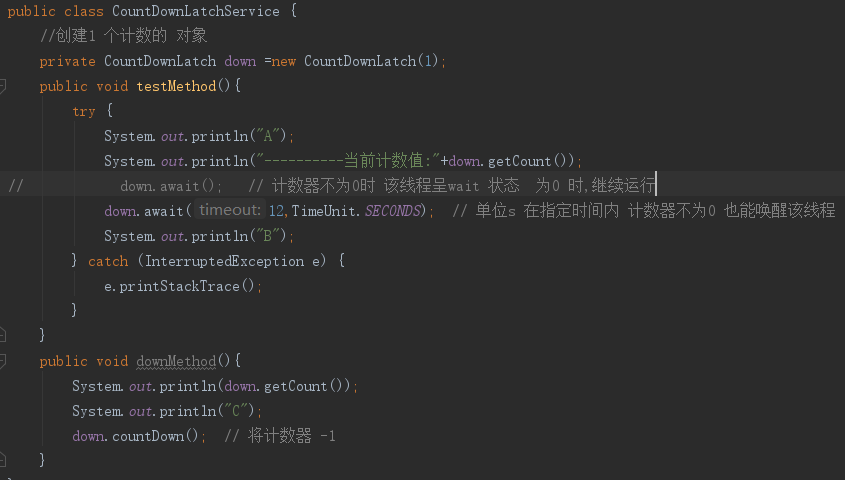 public class CountDownLatchService {
//创建1 个计数的 对象
private CountDownLatch down =new CountDownLatch(1);
public void testMethod(){
try {
System.out.println("A");
System.out.println("----------当前计数值:"+down.getCount());
// down.await(); // 计数器不为0时 该线程呈wait 状态 为0 时,继续运行
down.await( timeout: 12,TimeUnit.SECONDS); // 单位s 在指定时间内 计数器不为0 也能唤醒该线程
System.out.println("B");
} catch (InterruptedException e) {
e.printStackTrace();
}
}
public void downMethod(){
System.out.println(down.getCount());
System.out.println("C");
down.countDown(); // 将计数器 -1
}